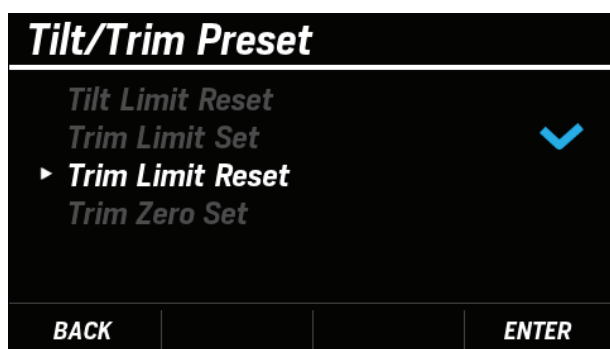 Tilt/Trim Preset
Tilt Limit Reset
Trim Limit Set
Trim Limit Reset
Trim Zero Set
BACK ENTER